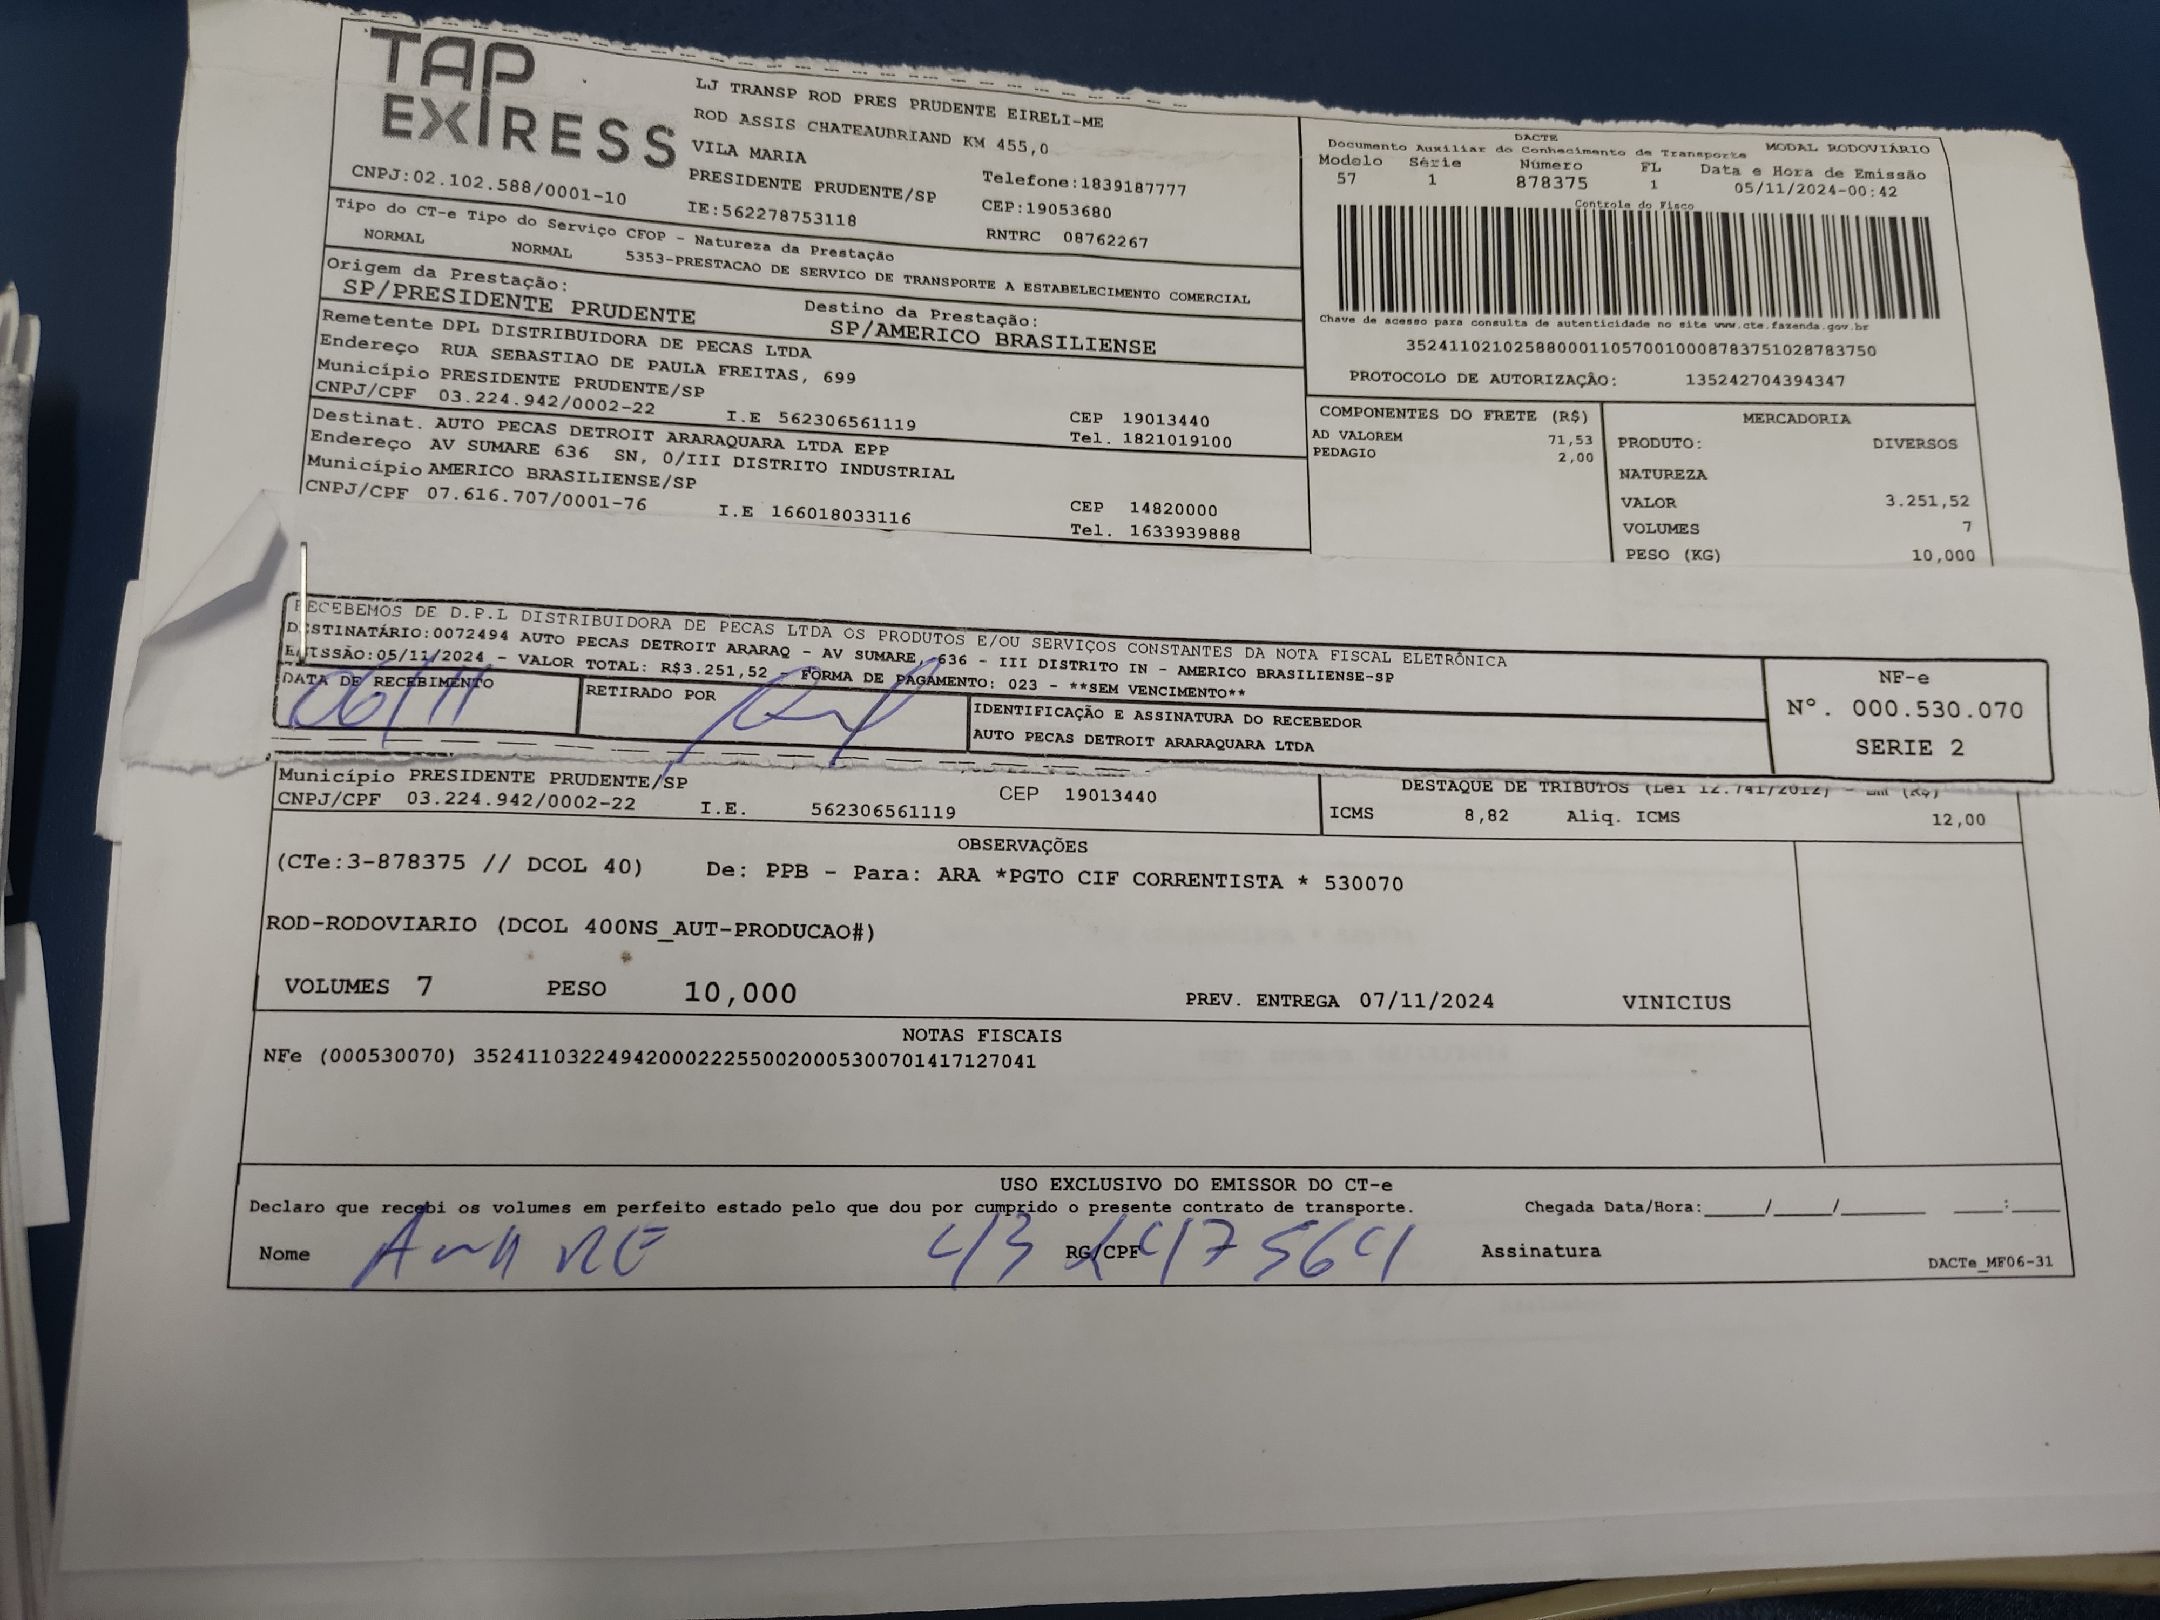 TAP
EXPRESS
LJ TRANSP ROD PRES PRUDENTE EIRELI-ME
ROD ASSIS CHATEAUBRIAND KM 455,0
VILA MARIA
PRESIDENTE PRUDENTE/SP Telefone:1839187777
CNPJ:02.102.588/0001-10 IE:562278753118 CEP:19053680
RNTRC 08762267
DACTE MODAL RODOVIÁRIO
Documento Auxiliar do Conhecimento de Transporte
Modelo Série Número FL Data e Hora de Emissão
57 1 878375 1 05/11/2024-00:42
Controle do Fisco
Chave de acesso para consulta de autenticidade no site www.cte.fazenda.gov.br
35241102102588000110570010008783751028783750
PROTOCOLO DE AUTORIZAÇÃO: 135242704394347
Tipo do CT-e Tipo do Serviço CFOP - Natureza da Prestação
NORMAL NORMAL 5353-PRESTACAO DE SERVICO DE TRANSPORTE A ESTABELECIMENTO COMERCIAL
Origem da Prestação: Destino da Prestação:
SP/PRESIDENTE PRUDENTE SP/AMERICO BRASILIENSE
Remetente DPL DISTRIBUIDORA DE PECAS LTDA
Endereço RUA SEBASTIAO DE PAULA FREITAS, 699
Município PRESIDENTE PRUDENTE/SP CEP 19013440
CNPJ/CPF 03.224.942/0002-22 I.E 562306561119 Tel. 1821019100
Destinat. AUTO PECAS DETROIT ARARAQUARA LTDA EPP
Endereço AV SUMARE 636 SN, 0/III DISTRITO INDUSTRIAL
Município AMERICO BRASILIENSE/SP CEP 14820000
CNPJ/CPF 07.616.707/0001-76 I.E 166018033116 Tel. 1633939888
COMPONENTES DO FRETE (R$)
AD VALOREM 71,53
PEDAGIO 2,00
MERCADORIA
PRODUTO: DIVERSOS
NATUREZA
VALOR 3.251,52
VOLUMES 7
PESO (KG) 10,000
RECEBEMOS DE D.P.L DISTRIBUIDORA DE PECAS LTDA OS PRODUTOS E/OU SERVIÇOS CONSTANTES DA NOTA FISCAL ELETRÔNICA
DESTINATÁRIO:0072494 AUTO PECAS DETROIT ARARAQ - AV SUMARE, 636 - III DISTRITO IN - AMERICO BRASILIENSE-SP
EMISSÃO:05/11/2024 - VALOR TOTAL: R$3.251,52 - FORMA DE PAGAMENTO: 023 - **SEM VENCIMENTO**
DATA DE RECEBIMENTO RETIRADO POR IDENTIFICAÇÃO E ASSINATURA DO RECEBEDOR
06/11 AUTO PECAS DETROIT ARARAQUARA LTDA
NF-e
Nº. 000.530.070
SERIE 2
Município PRESIDENTE PRUDENTE/SP CEP 19013440
CNPJ/CPF 03.224.942/0002-22 I.E. 562306561119
DESTAQUE DE TRIBUTOS (Lei 12.741/2012) - Em (R$)
ICMS 8,82 Aliq. ICMS 12,00
OBSERVAÇÕES
(CTe:3-878375 // DCOL 40) De: PPB - Para: ARA *PGTO CIF CORRENTISTA * 530070
ROD-RODOVIARIO (DCOL 400NS_AUT-PRODUCAO#)
VOLUMES 7 PESO 10,000 PREV. ENTREGA 07/11/2024 VINICIUS
NOTAS FISCAIS
NFe (000530070) 35241103224942000222550020005300701417127041
USO EXCLUSIVO DO EMISSOR DO CT-e
Declaro que recebi os volumes em perfeito estado pelo que dou por cumprido o presente contrato de transporte. Chegada Data/Hora:_____/_____/_______ ____:____
Nome RG/CPF Assinatura DACTe_MF06-31